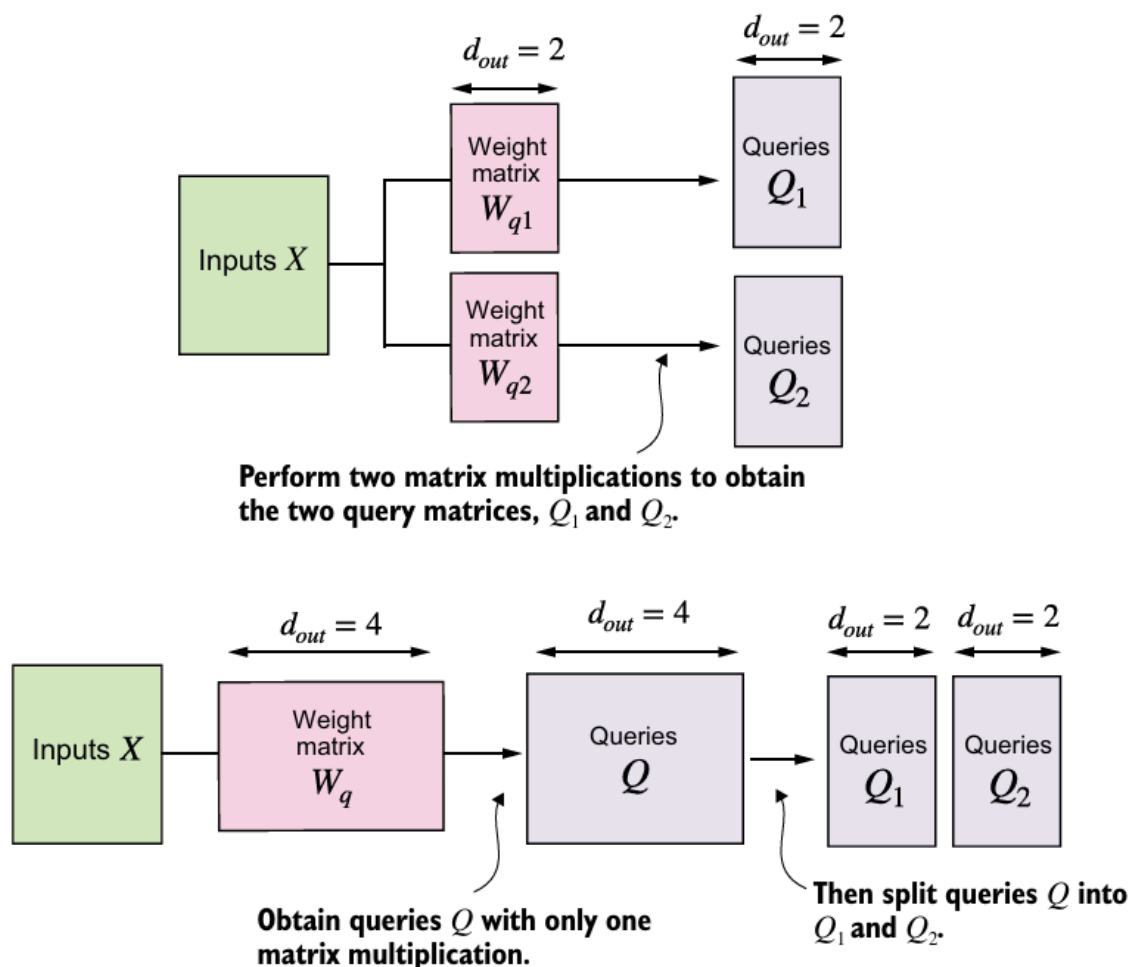 d_out = 2
d_out = 2
Inputs X
Weight
matrix
W_q1
Queries
Q_1
Weight
matrix
W_q2
Queries
Q_2
Perform two matrix multiplications to obtain
the two query matrices, Q_1 and Q_2.
d_out = 4
d_out = 4
d_out = 2
d_out = 2
Inputs X
Weight
matrix
W_q
Queries
Q
Queries
Q_1
Queries
Q_2
Obtain queries Q with only one
matrix multiplication.
Then split queries Q into
Q_1 and Q_2.